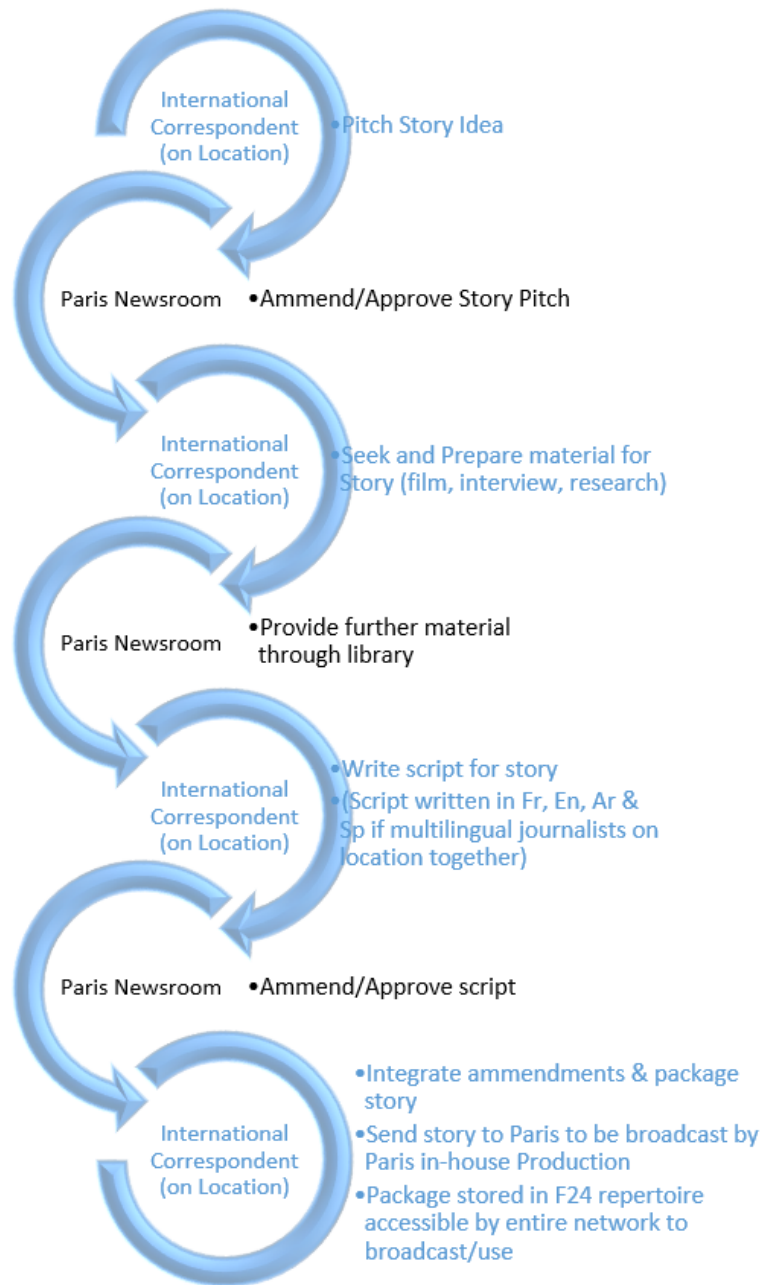 International
Correspondent
(on Location)
•Pitch Story Idea
Paris Newsroom
•Ammend/Approve Story Pitch
International
Correspondent
(on Location)
•Seek and Prepare material for
Story (film, interview, research)
Paris Newsroom
•Provide further material
through library
International
Correspondent
(on Location)
•Write script for story
•(Script written in Fr, En, Ar &
Sp if multilingual journalists on
location together)
Paris Newsroom
•Ammend/Approve script
International
Correspondent
(on Location)
•Integrate ammendments & package
story
•Send story to Paris to be broadcast by
Paris in-house Production
•Package stored in F24 repertoire
accessible by entire network to
broadcast/use